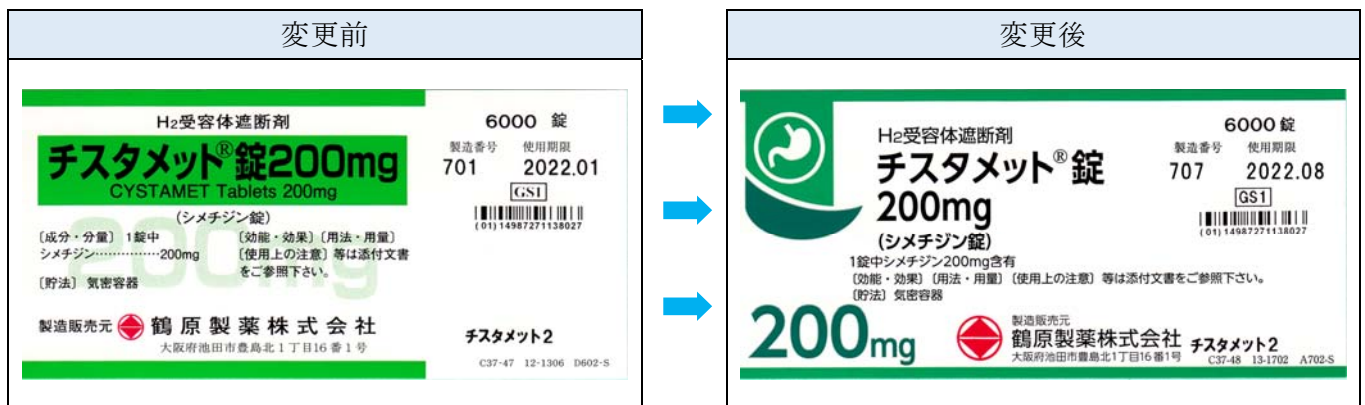 変更前
H2受容体遮断剤
チスタメット®錠200mg
CYSTAMET Tablets 200mg
(シメチジン錠)
〔成分・分量〕1錠中
シメチジン……………200mg
〔効能・効果〕〔用法・用量〕
〔使用上の注意〕等は添付文書
をご参照下さい。
〔貯法〕気密容器
200mg
製造販売元 鶴原製薬株式会社
大阪府池田市豊島北1丁目16番1号
6000 錠
製造番号 使用期限
701 2022.01
GS1
(01)14987271138027
チスタメット2
C37-47 12-1306 D602-S
変更後
H2受容体遮断剤
チスタメット®錠
200mg
(シメチジン錠)
1錠中シメチジン200mg含有
〔効能・効果〕〔用法・用量〕〔使用上の注意〕等は添付文書をご参照下さい。
〔貯法〕気密容器
200mg
製造販売元
鶴原製薬株式会社
大阪府池田市豊島北1丁目16番1号
6000錠
製造番号 使用期限
707 2022.08
GS1
(01)14987271138027
チスタメット2
C37-48 13-1702 A702-S